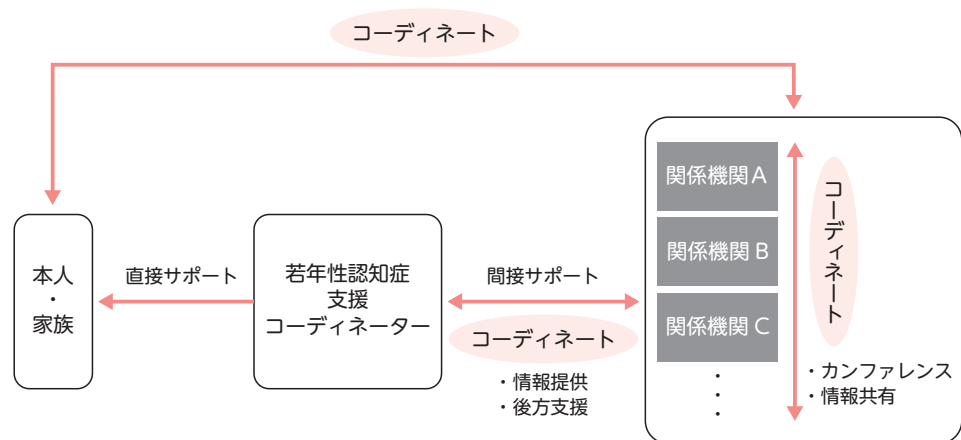 コーディネート
本人
・
家族
直接サポート
若年性認知症
支援
コーディネーター
間接サポート
コーディネート
・情報提供
・後方支援
関係機関A
関係機関B
関係機関C
・
・
・
コーディネート
・カンファレンス
・情報共有